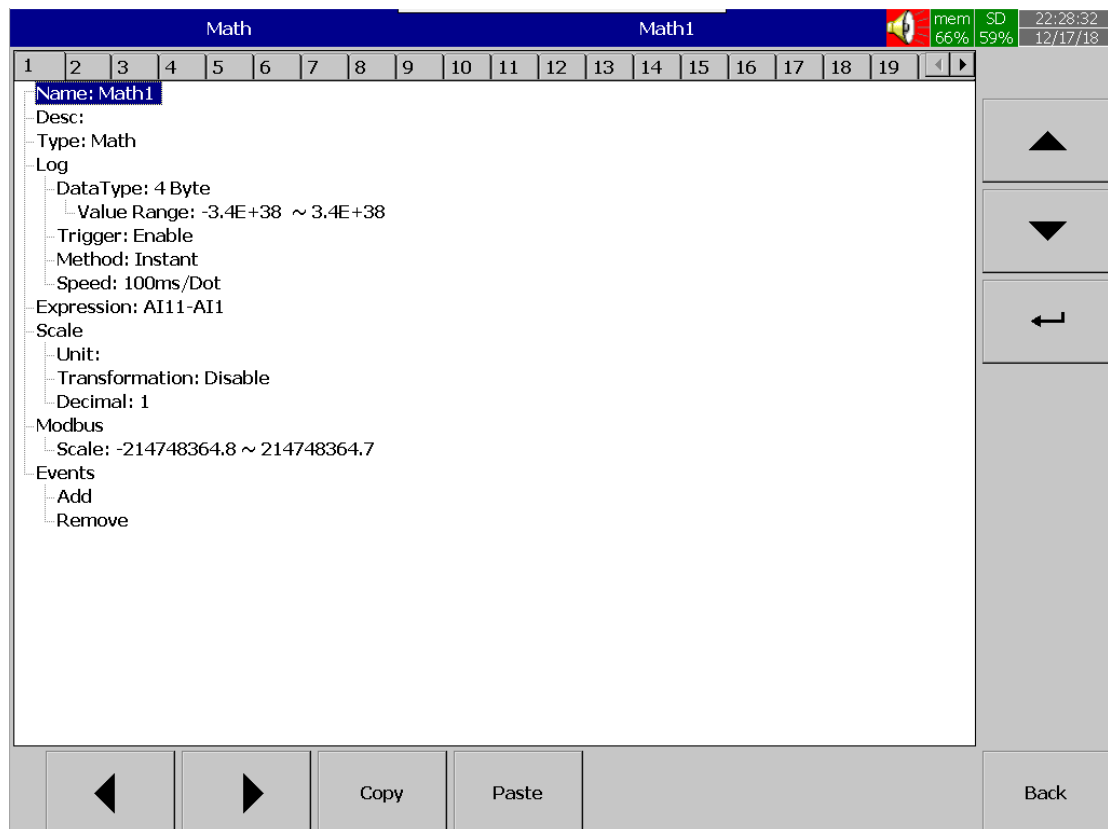 Math Math1 mem SD 22:28:32
66% 59% 12/17/18
1 2 3 4 5 6 7 8 9 10 11 12 13 14 15 16 17 18 19
Name: Math1
Desc:
Type: Math
Log
DataType: 4 Byte
Value Range: -3.4E+38 ~ 3.4E+38
Trigger: Enable
Method: Instant
Speed: 100ms/Dot
Expression: AI11-AI1
Scale
Unit:
Transformation: Disable
Decimal: 1
Modbus
Scale: -214748364.8 ~ 214748364.7
Events
Add
Remove
Copy Paste Back